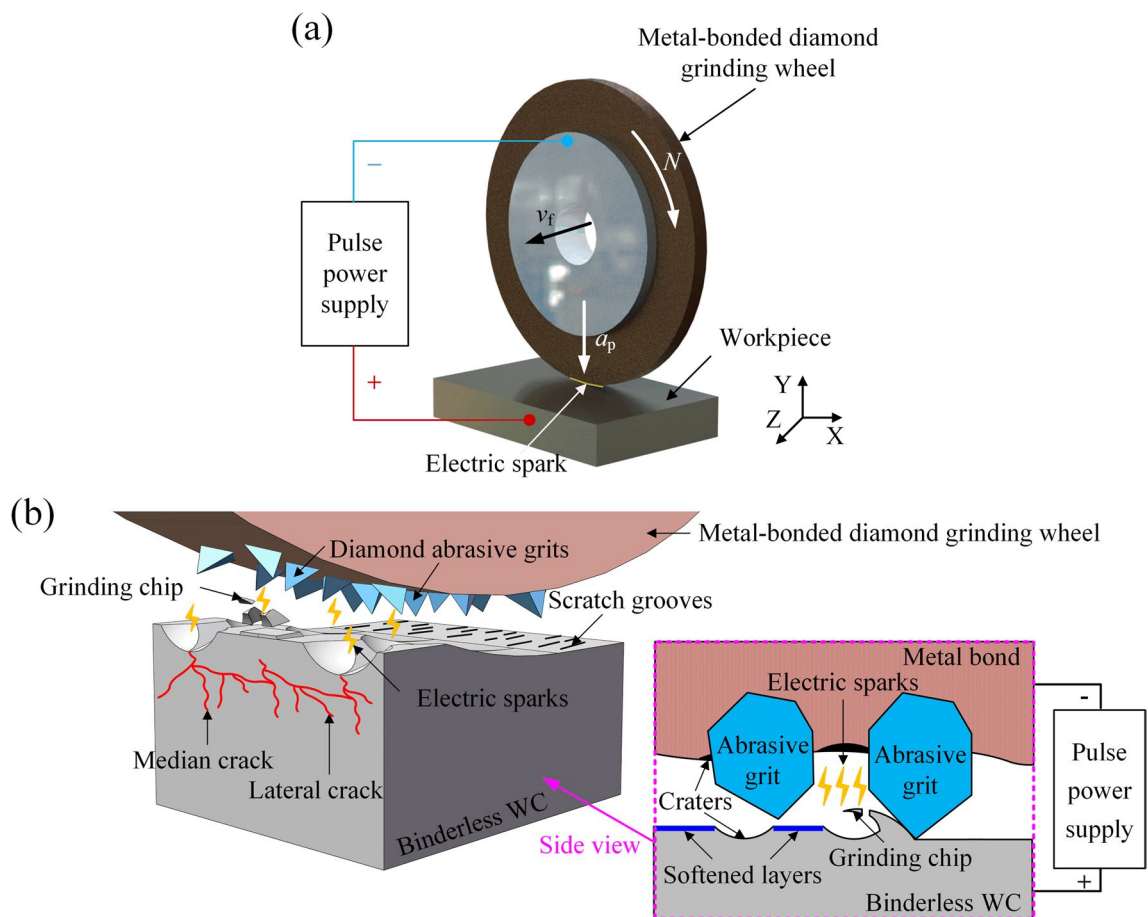 (a)
Metal-bonded diamond
grinding wheel
N
−
v_f
Pulse
power
supply
a_p
Workpiece
+
Y
Z
X
Electric spark
(b)
Metal-bonded diamond grinding wheel
Diamond abrasive grits
Grinding chip
Scratch grooves
Electric sparks
Median crack
Lateral crack
Binderless WC
Side view
Metal bond
Electric sparks
-
Abrasive
grit
Abrasive
grit
Pulse
power
supply
Craters
Grinding chip
Softened layers
+
Binderless WC